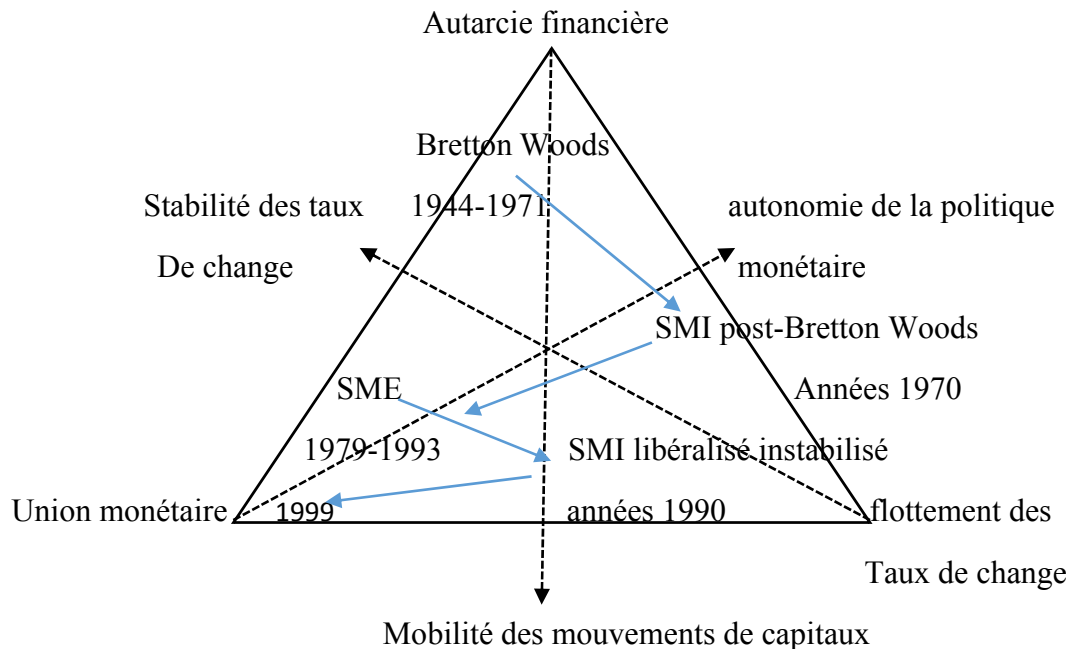 Autarcie financière
Bretton Woods
Stabilité des taux 1944-1971 autonomie de la politique
De change monétaire
SMI post-Bretton Woods
SME Années 1970
1979-1993 SMI libéralisé instabilisé
Union monétaire 1999 années 1990 flottement des
Taux de change
Mobilité des mouvements de capitaux